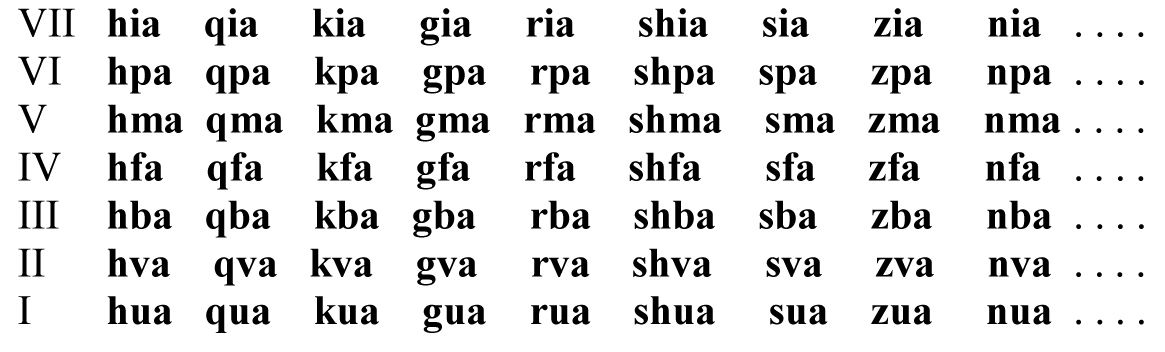 VII hia qia kia gia ria shia sia zia nia . . . .
VI hpa qpa kpa gpa rpa shpa spa zpa npa . . . .
V hma qma kma gma rma shma sma zma nma . . . .
IV hfa qfa kfa gfa rfa shfa sfa zfa nfa . . . .
III hba qba kba gba rba shba sba zba nba . . . .
II hva qva kva gva rva shva sva zva nva . . . .
I hua qua kua gua rua shua sua zua nua . . . .